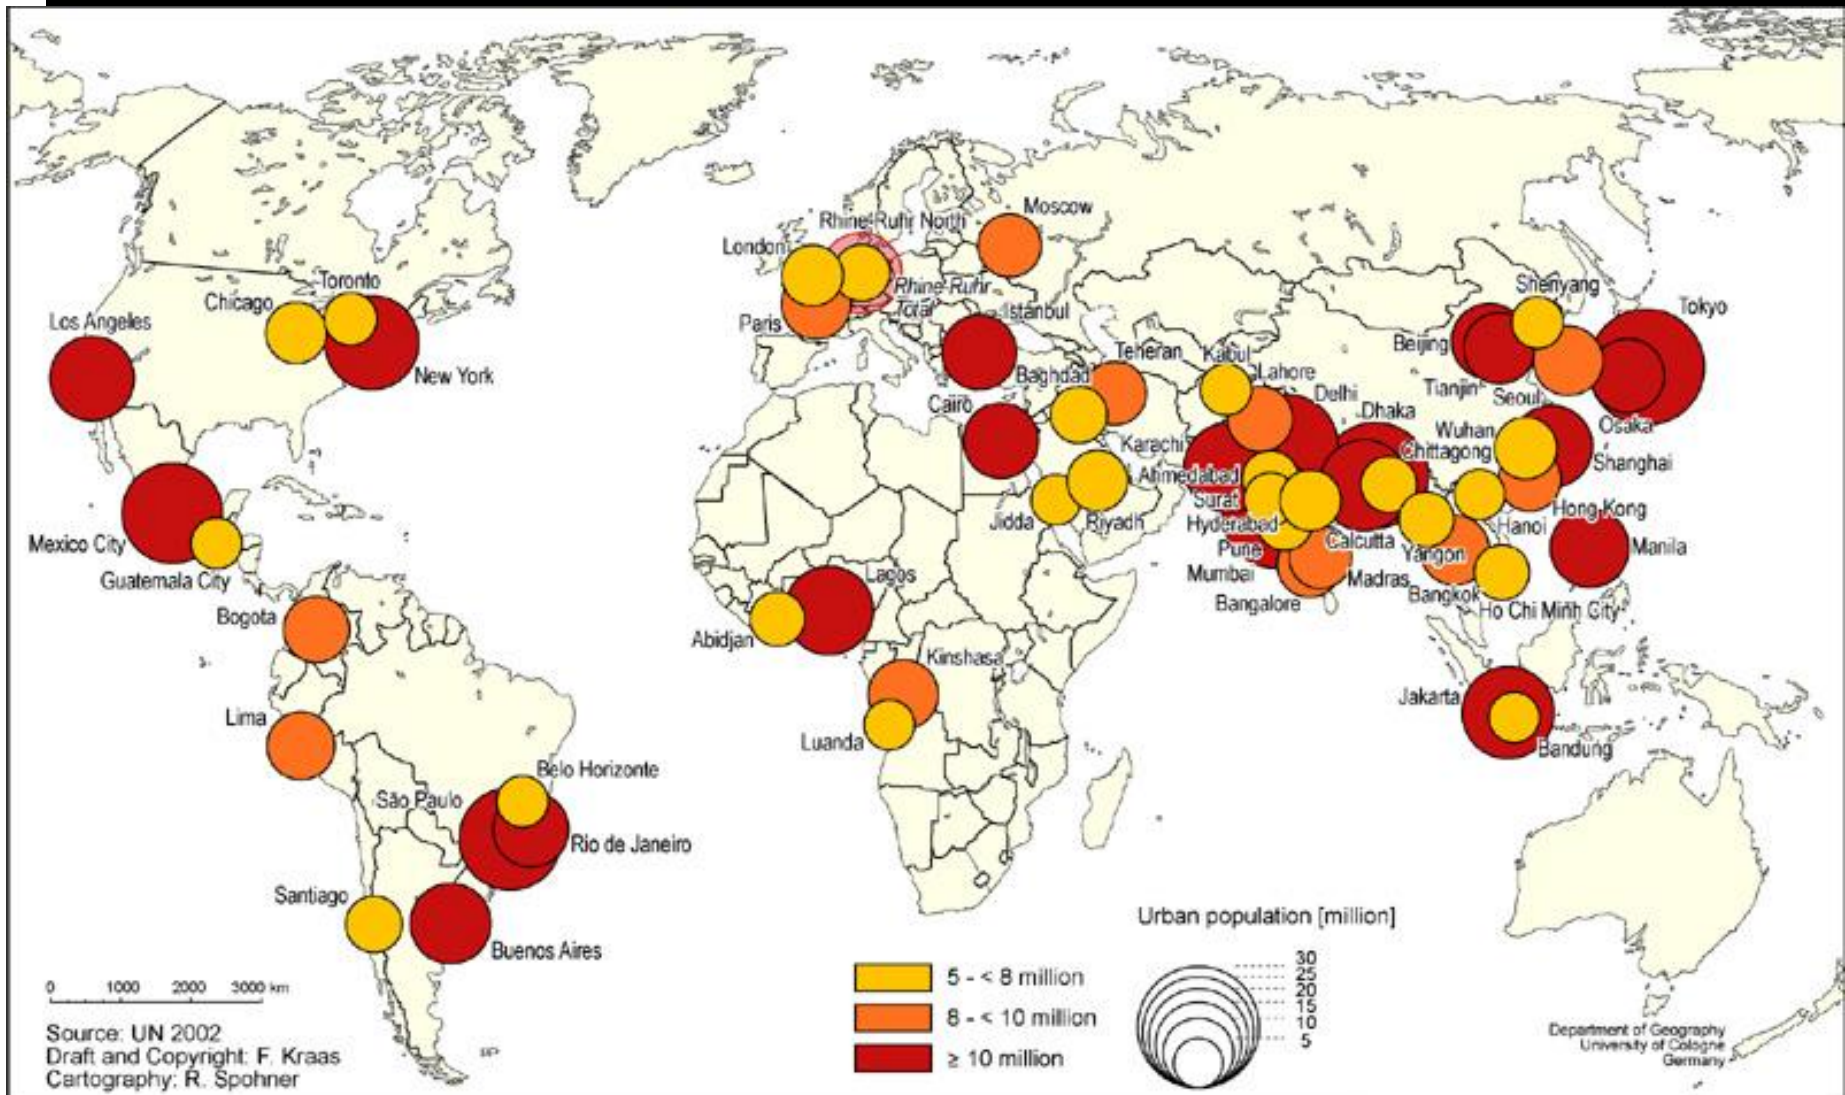 Rhine-Ruhr North
Moscow
London
Rhine-Ruhr
Total
Paris
Istanbul
Toronto
Chicago
Los Angeles
New York
Shenyang
Tokyo
Beijing
Tianjin
Seoul
Osaka
Teheran
Kabul
Lahore
Baghdad
Delhi
Cairo
Dhaka
Karachi
Wuhan
Chittagong
Shanghai
Ahmedabad
Surat
Jidda
Riyadh
Hyderabad
Hong Kong
Hanoi
Calcutta
Pune
Yangon
Manila
Mumbai
Madras
Bangalore
Bangkok
Ho Chi Minh City
Mexico City
Guatemala City
Bogota
Lagos
Abidjan
Kinshasa
Lima
Luanda
Jakarta
Bandung
Belo Horizonte
São Paulo
Rio de Janeiro
Santiago
Buenos Aires
Urban population [million]
30
25
20
15
10
5
5 - < 8 million
8 - < 10 million
≥ 10 million
0 1000 2000 3000 km
Source: UN 2002
Draft and Copyright: F. Kraas
Cartography: R. Spohner
Department of Geography
University of Cologne
Germany